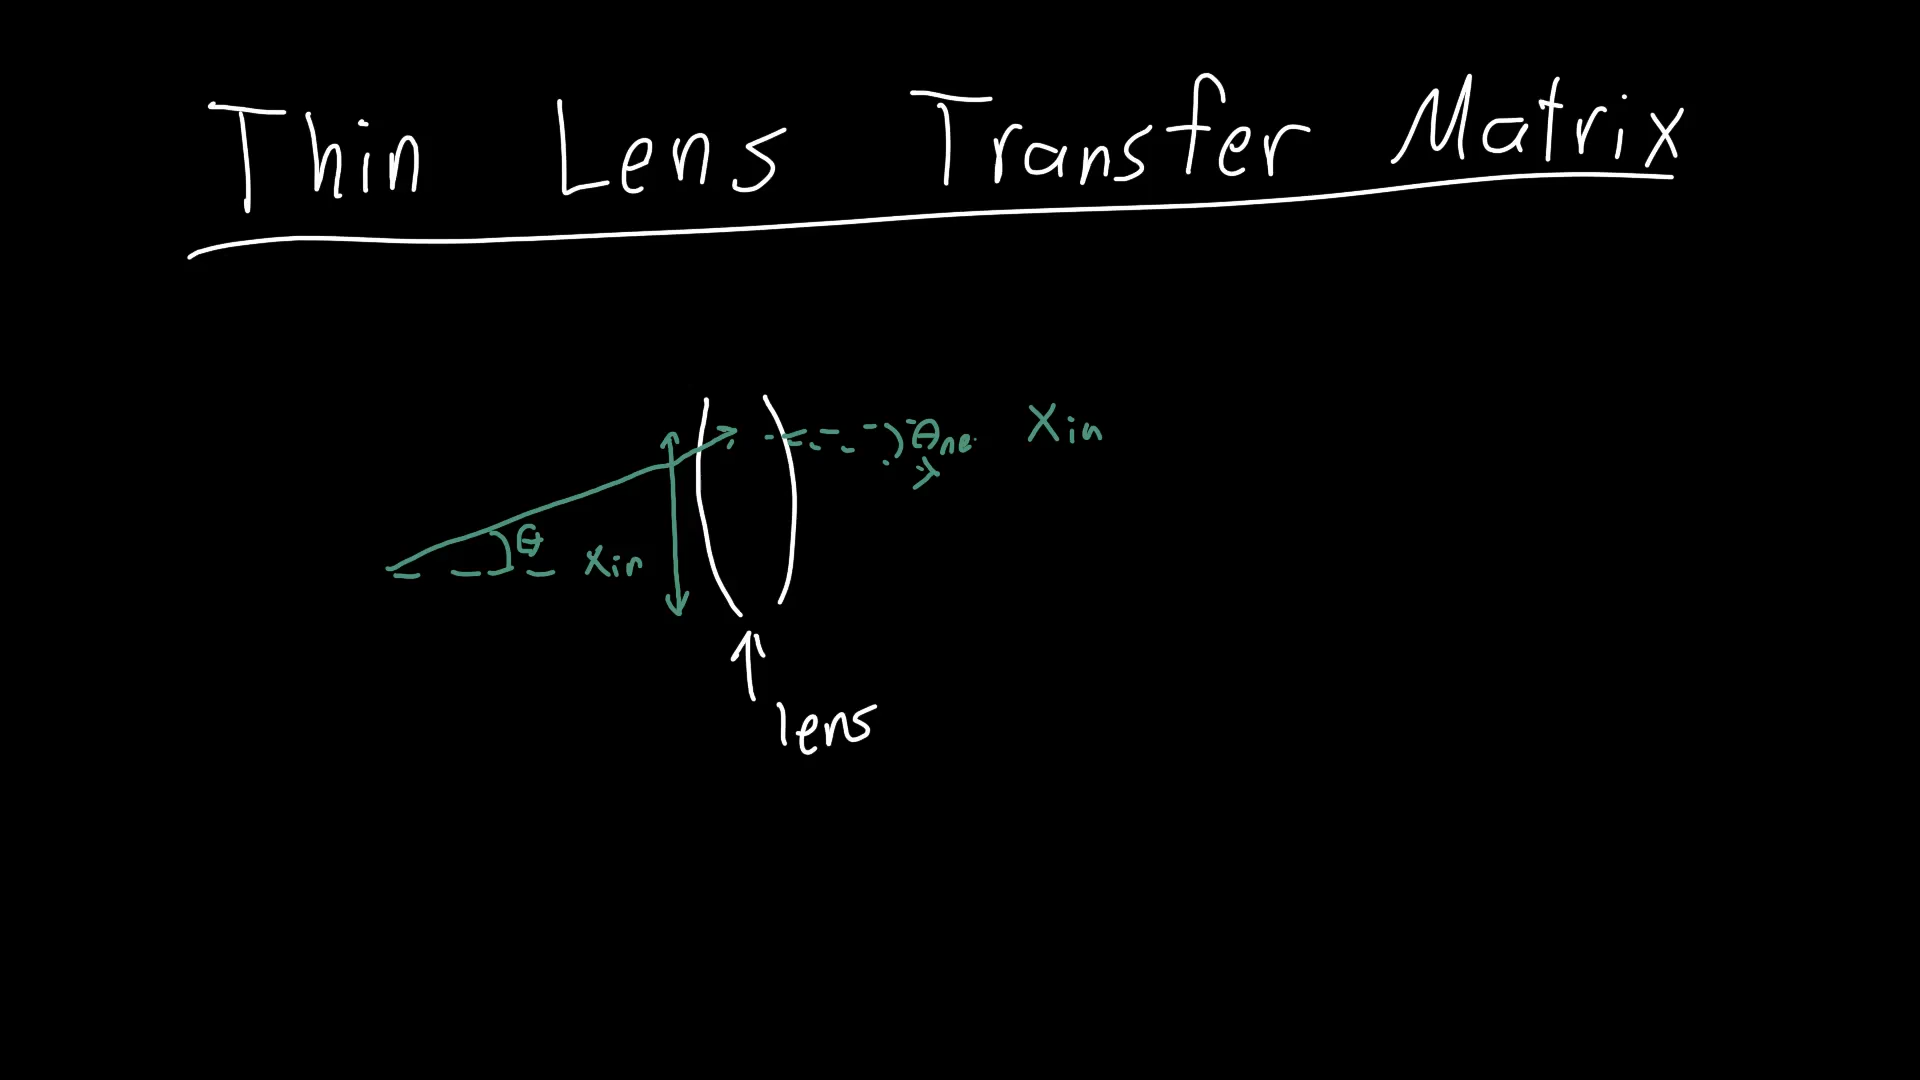 Thin Lens Transfer Matrix
Xin
θ Xin
lens